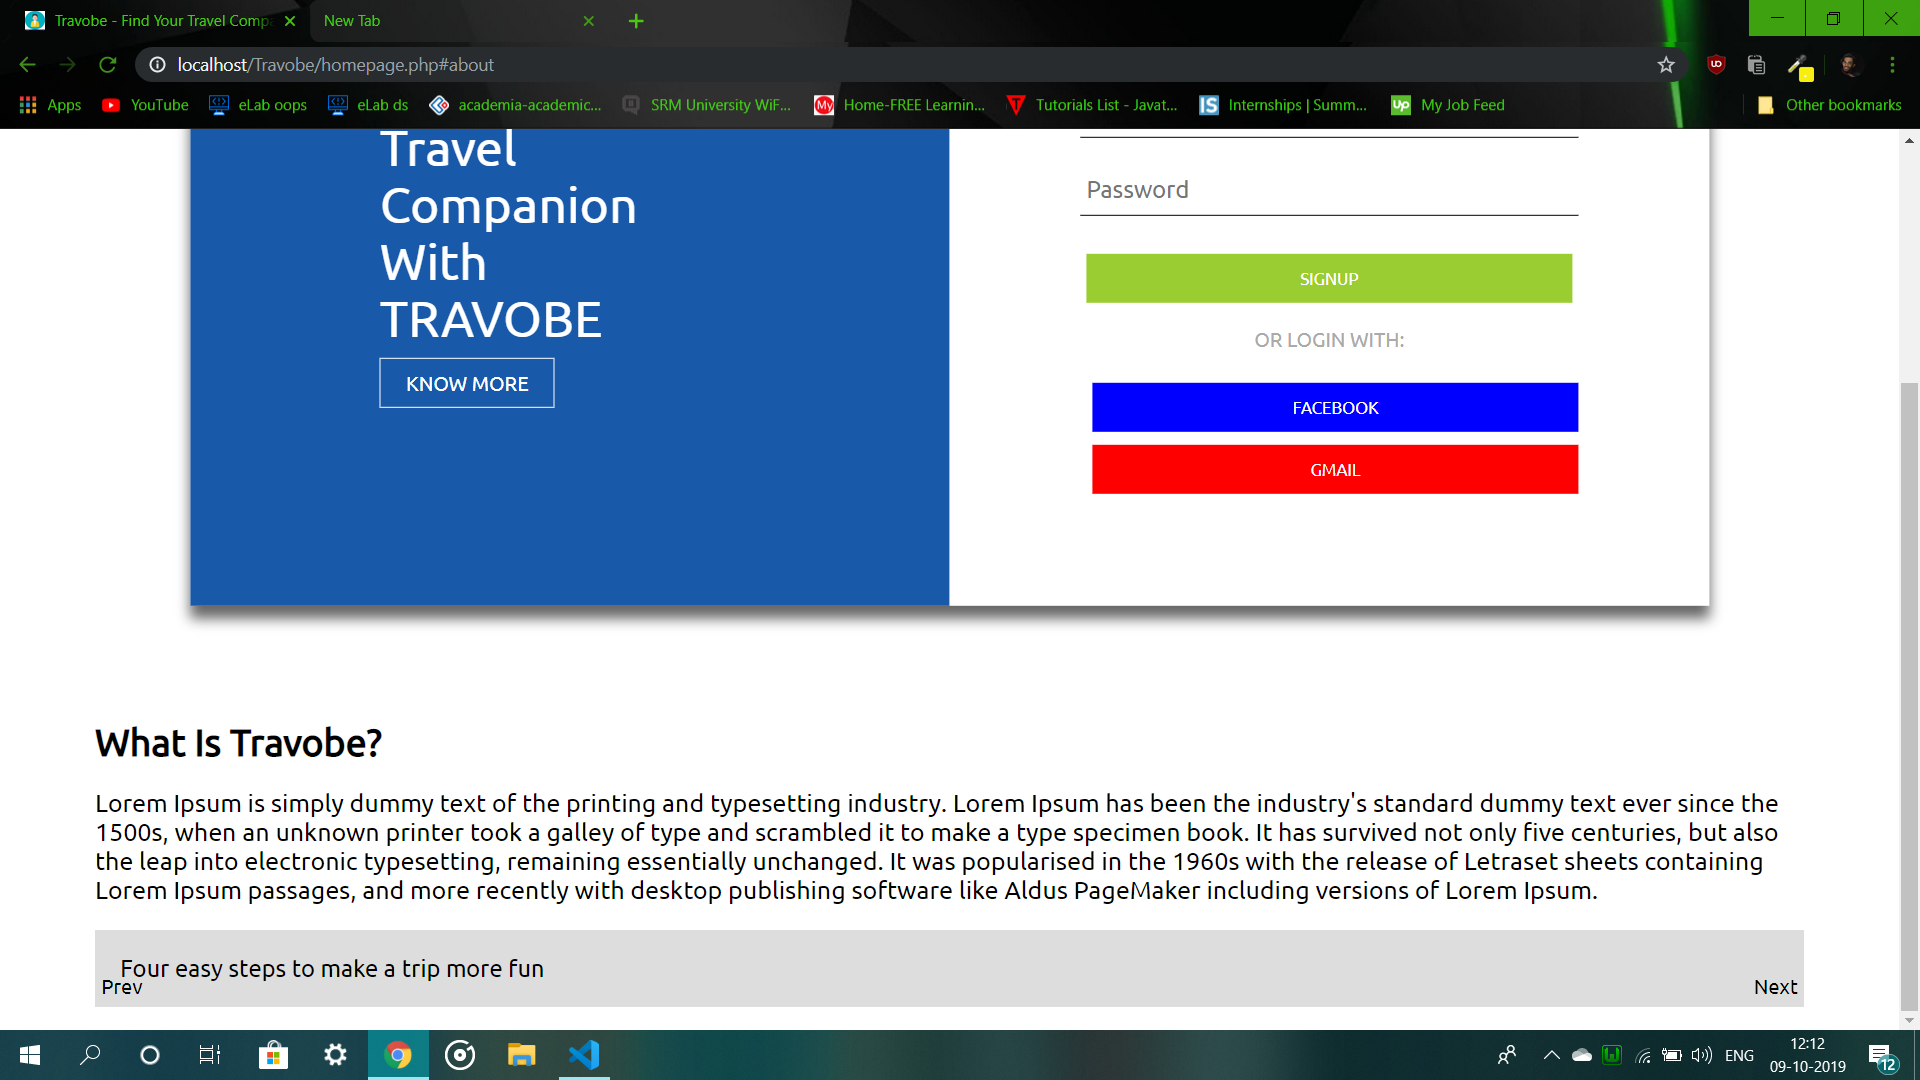 Travobe - Find Your Travel Comp
New Tab
localhost/Travobe/homepage.php#about
Apps
YouTube
eLab oops
eLab ds
academia-academic...
SRM University WiF...
My
Home-FREE Learnin...
Tutorials List - Javat...
IS
Internships | Summ...
Up
My Job Feed
Other bookmarks
Travel
Companion
With
TRAVOBE
KNOW MORE
Password
SIGNUP
OR LOGIN WITH:
FACEBOOK
GMAIL
What Is Travobe?
Lorem Ipsum is simply dummy text of the printing and typesetting industry. Lorem Ipsum has been the industry's standard dummy text ever since the
1500s, when an unknown printer took a galley of type and scrambled it to make a type specimen book. It has survived not only five centuries, but also
the leap into electronic typesetting, remaining essentially unchanged. It was popularised in the 1960s with the release of Letraset sheets containing
Lorem Ipsum passages, and more recently with desktop publishing software like Aldus PageMaker including versions of Lorem Ipsum.
Four easy steps to make a trip more fun
Prev
Next
ENG
12:12
09-10-2019
12